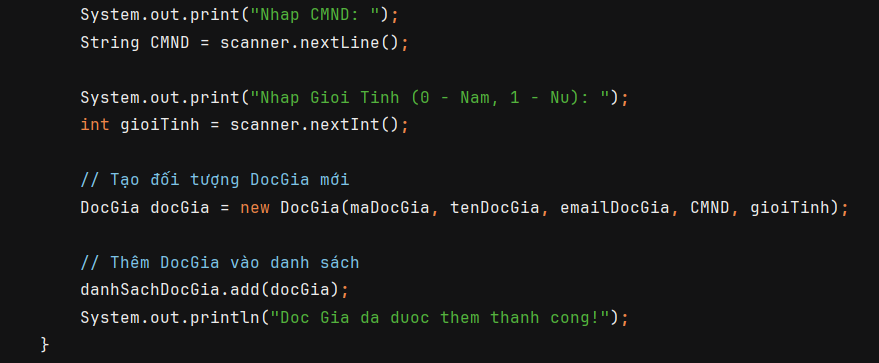 System.out.print("Nhap CMND: ");
String CMND = scanner.nextLine();
System.out.print("Nhap Gioi Tinh (0 - Nam, 1 - Nu): ");
int gioiTinh = scanner.nextInt();
// Tạo đối tượng DocGia mới
DocGia docGia = new DocGia(maDocGia, tenDocGia, emailDocGia, CMND, gioiTinh);
// Thêm DocGia vào danh sách
danhSachDocGia.add(docGia);
System.out.println("Doc Gia da duoc them thanh cong!");
}